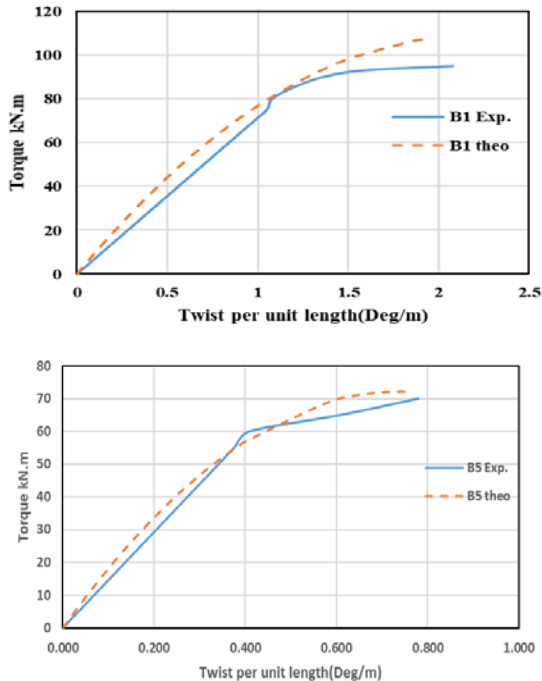 120
100
80
60
40
20
0
Torque kN.m
B1 Exp.
B1 theo
0 0.5 1 1.5 2 2.5
Twist per unit length(Deg/m)
80
70
60
50
40
30
20
10
0
Torque kN.m
B5 Exp.
B5 theo
0.000 0.200 0.400 0.600 0.800 1.000
Twist per unit length(Deg/m)